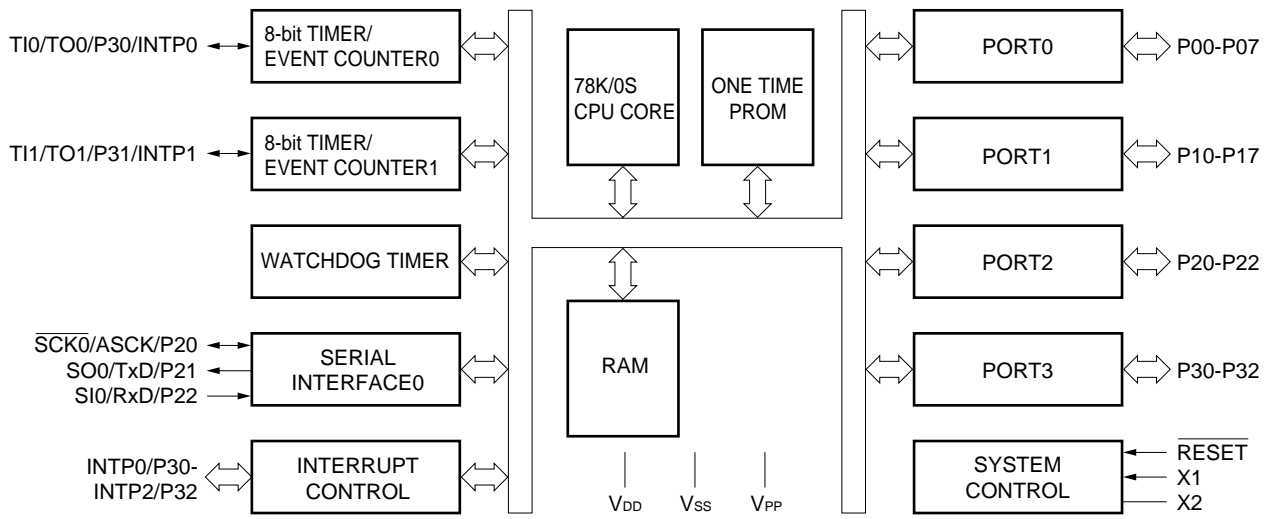 TI0/TO0/P30/INTP0
8-bit TIMER/
EVENT COUNTER0
TI1/TO1/P31/INTP1
8-bit TIMER/
EVENT COUNTER1
WATCHDOG TIMER
SCK0/ASCK/P20
SO0/TxD/P21
SI0/RxD/P22
SERIAL
INTERFACE0
INTP0/P30-
INTP2/P32
INTERRUPT
CONTROL
78K/0S
CPU CORE
ONE TIME
PROM
RAM
VDD
VSS
VPP
PORT0
P00-P07
PORT1
P10-P17
PORT2
P20-P22
PORT3
P30-P32
SYSTEM
CONTROL
RESET
X1
X2